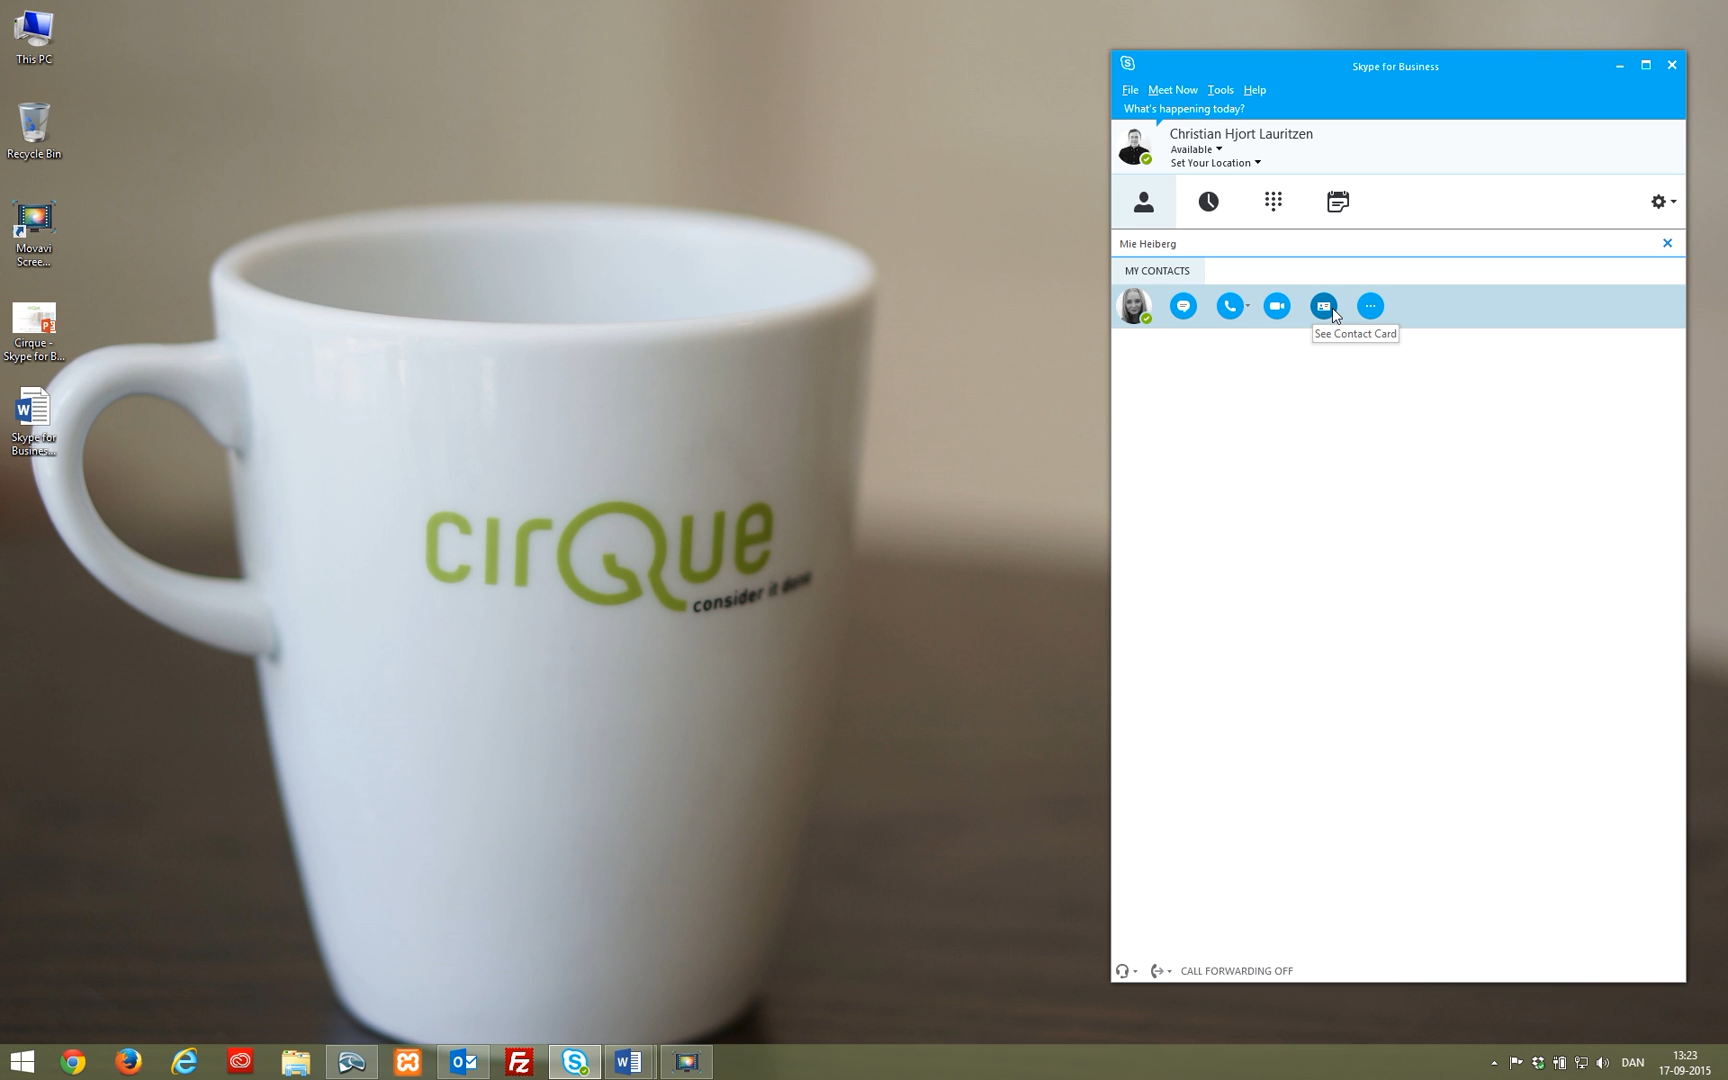 This PC
Recycle Bin
Movavi
Scree...
Cirque -
Skype for B...
Skype for
Busines...
cirque
consider it done
Skype for Business
File Meet Now Tools Help
What's happening today?
Christian Hjort Lauritzen
Available
Set Your Location
Mie Heiberg
MY CONTACTS
See Contact Card
CALL FORWARDING OFF
DAN
13:23
17-09-2015